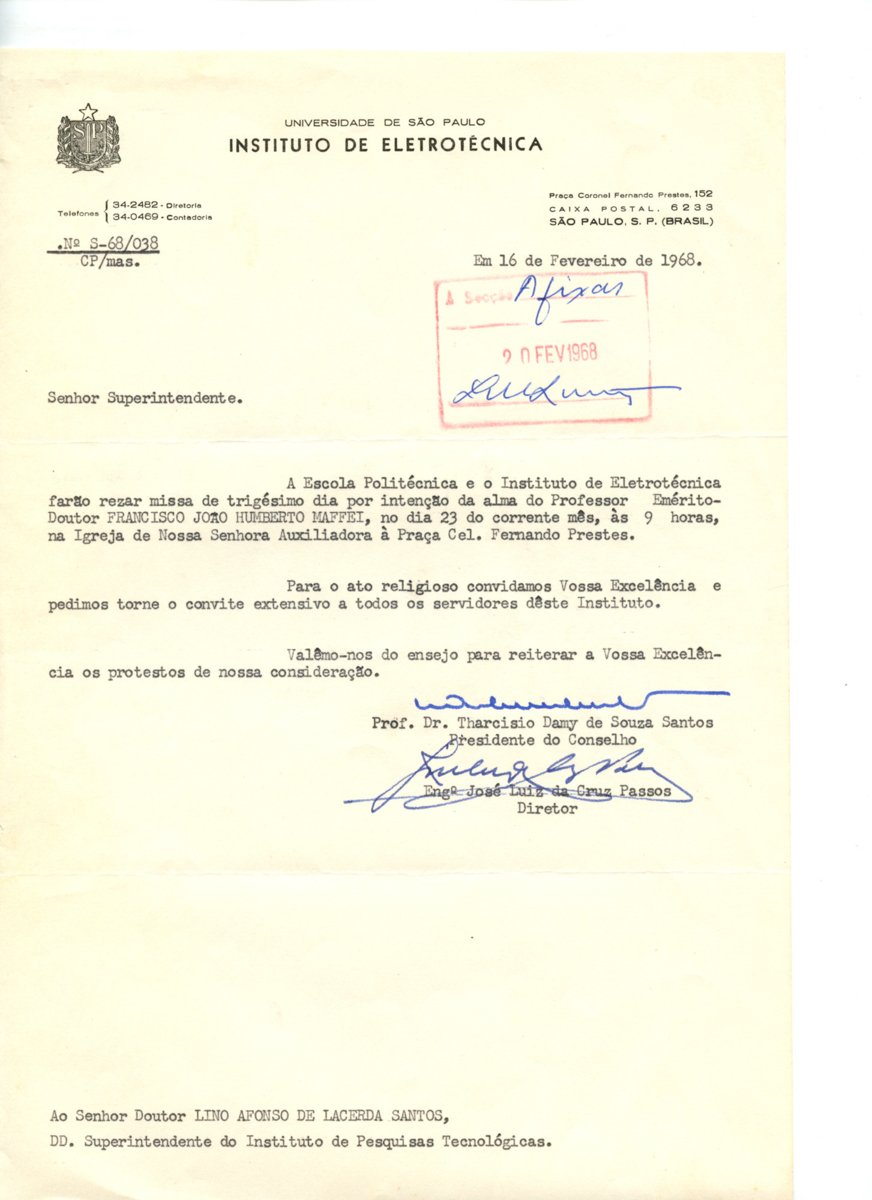 SP
UNIVERSIDADE DE SÃO PAULO
INSTITUTO DE ELETROTÉCNICA
Telefones { 34-2482 - Diretoria
34-0469 - Contadoria
Praça Coronel Fernando Prestes, 152
CAIXA POSTAL, 6233
SÃO PAULO, S. P. (BRASIL)
.Nº S-68/038
CP/mas.
Em 16 de Fevereiro de 1968.
À Secção Afixar
20 FEV 1968
Senhor Superintendente.
A Escola Politécnica e o Instituto de Eletrotécnica
farão rezar missa de trigésimo dia por intenção da alma do Professor Emérito-
Doutor FRANCISCO JOÃO HUMBERTO MAFFEI, no dia 23 do corrente mês, às 9 horas,
na Igreja de Nossa Senhora Auxiliadora à Praça Cel. Fernando Prestes.
Para o ato religioso convidamos Vossa Excelência e
pedimos torne o convite extensivo a todos os servidores dêste Instituto.
Valêmo-nos do ensejo para reiterar a Vossa Excelên-
cia os protestos de nossa consideração.
Prof. Dr. Tharcisio Damy de Souza Santos
Presidente do Conselho
Engº José Luiz da Cruz Passos
Diretor
Ao Senhor Doutor LINO AFONSO DE LACERDA SANTOS,
DD. Superintendente do Instituto de Pesquisas Tecnológicas.